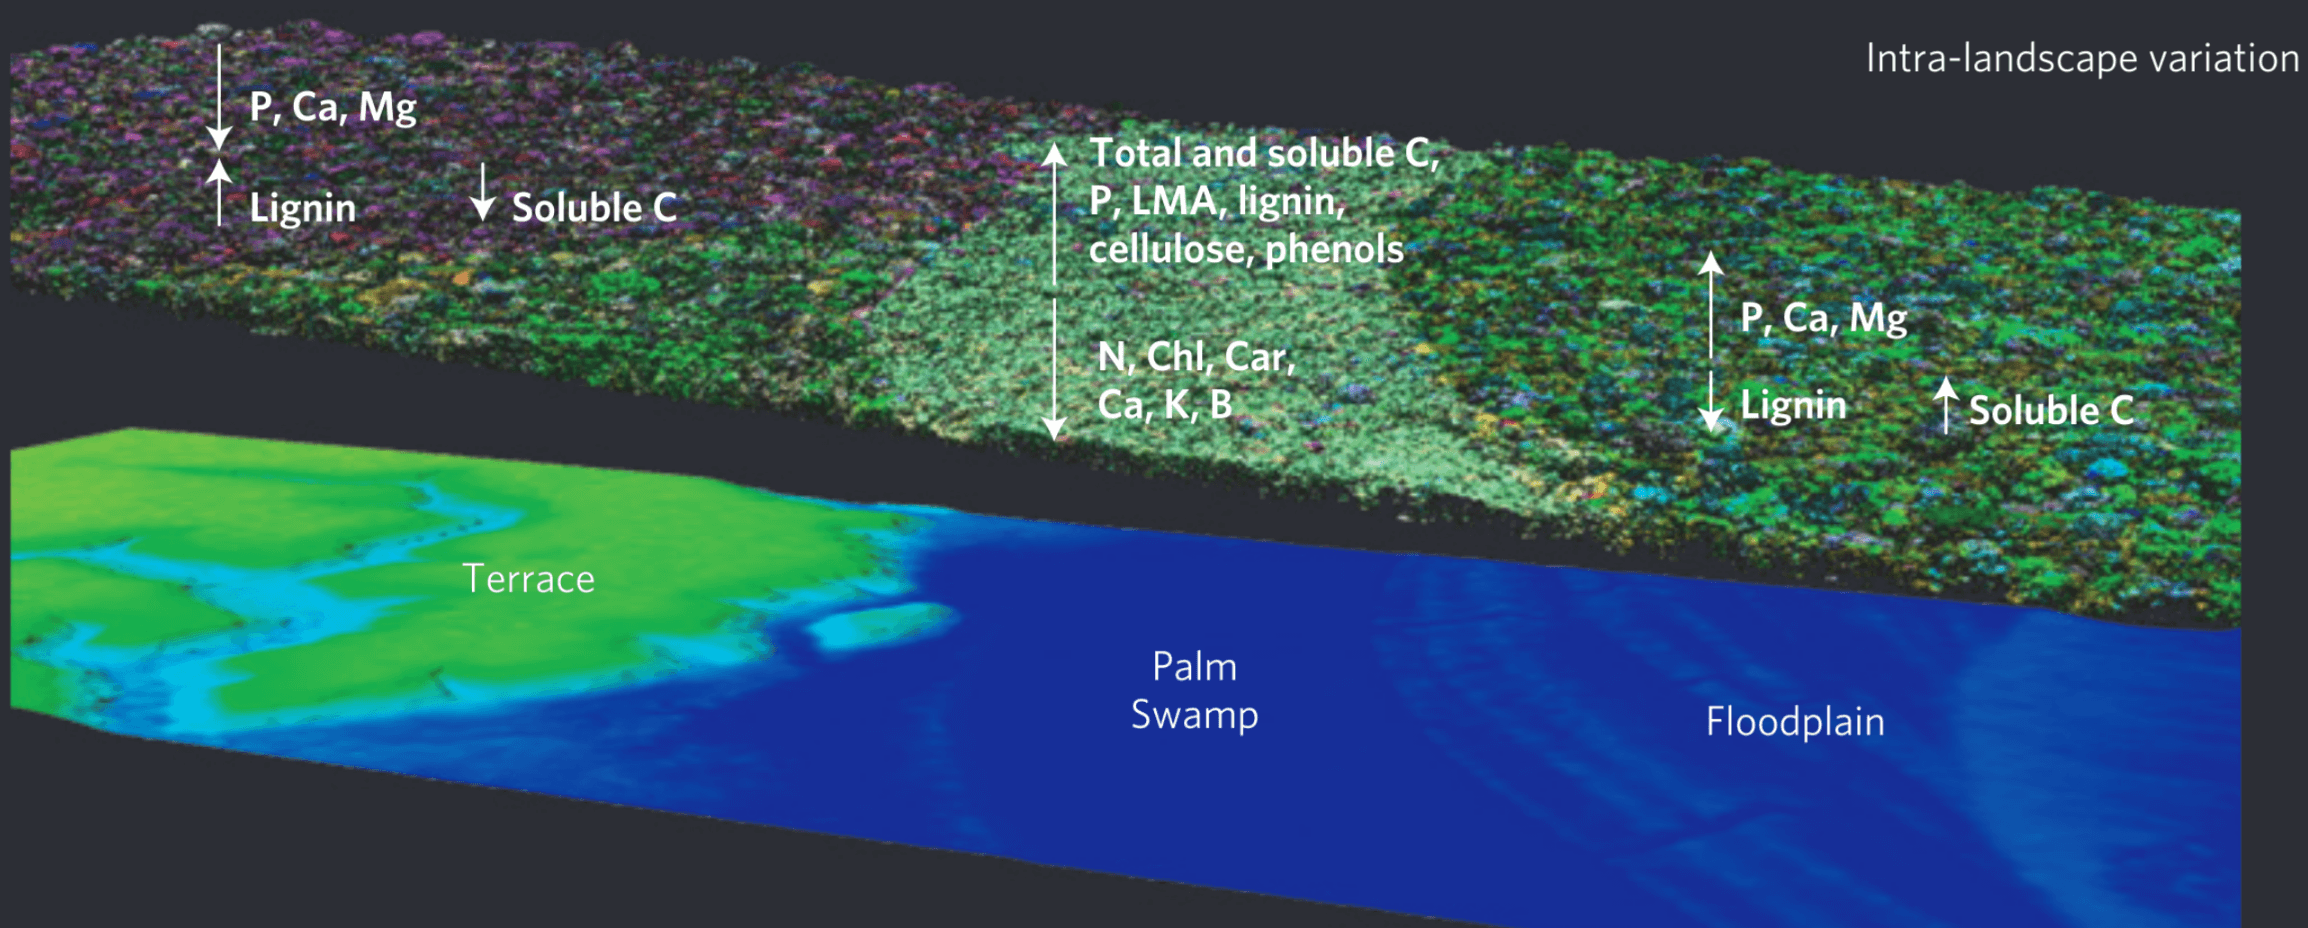 Intra-landscape variation
P, Ca, Mg
Lignin
Soluble C
Total and soluble C,
P, LMA, lignin,
cellulose, phenols
N, Chl, Car,
Ca, K, B
P, Ca, Mg
Lignin
Soluble C
Terrace
Palm
Swamp
Floodplain